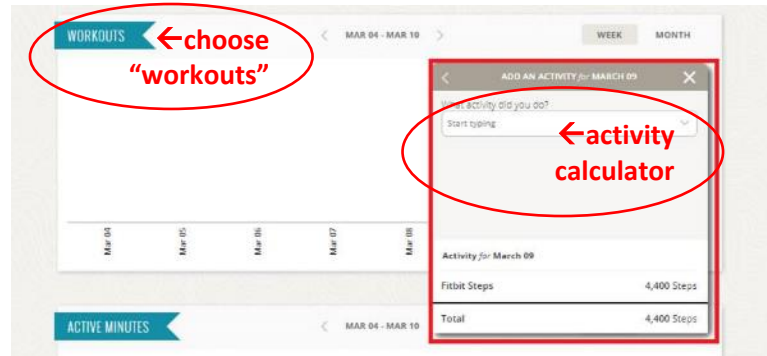 WORKOUTS
←choose
"workouts"
< MAR 04 - MAR 10 >
WEEK MONTH
< ADD AN ACTIVITY for MARCH 09 X
What activity did you do?
Start typing
←activity
calculator
Mar 04
Mar 05
Mar 06
Mar 07
Mar 08
Activity for March 09
Fitbit Steps 4,400 Steps
Total 4,400 Steps
ACTIVE MINUTES
< MAR 04 - MAR 10